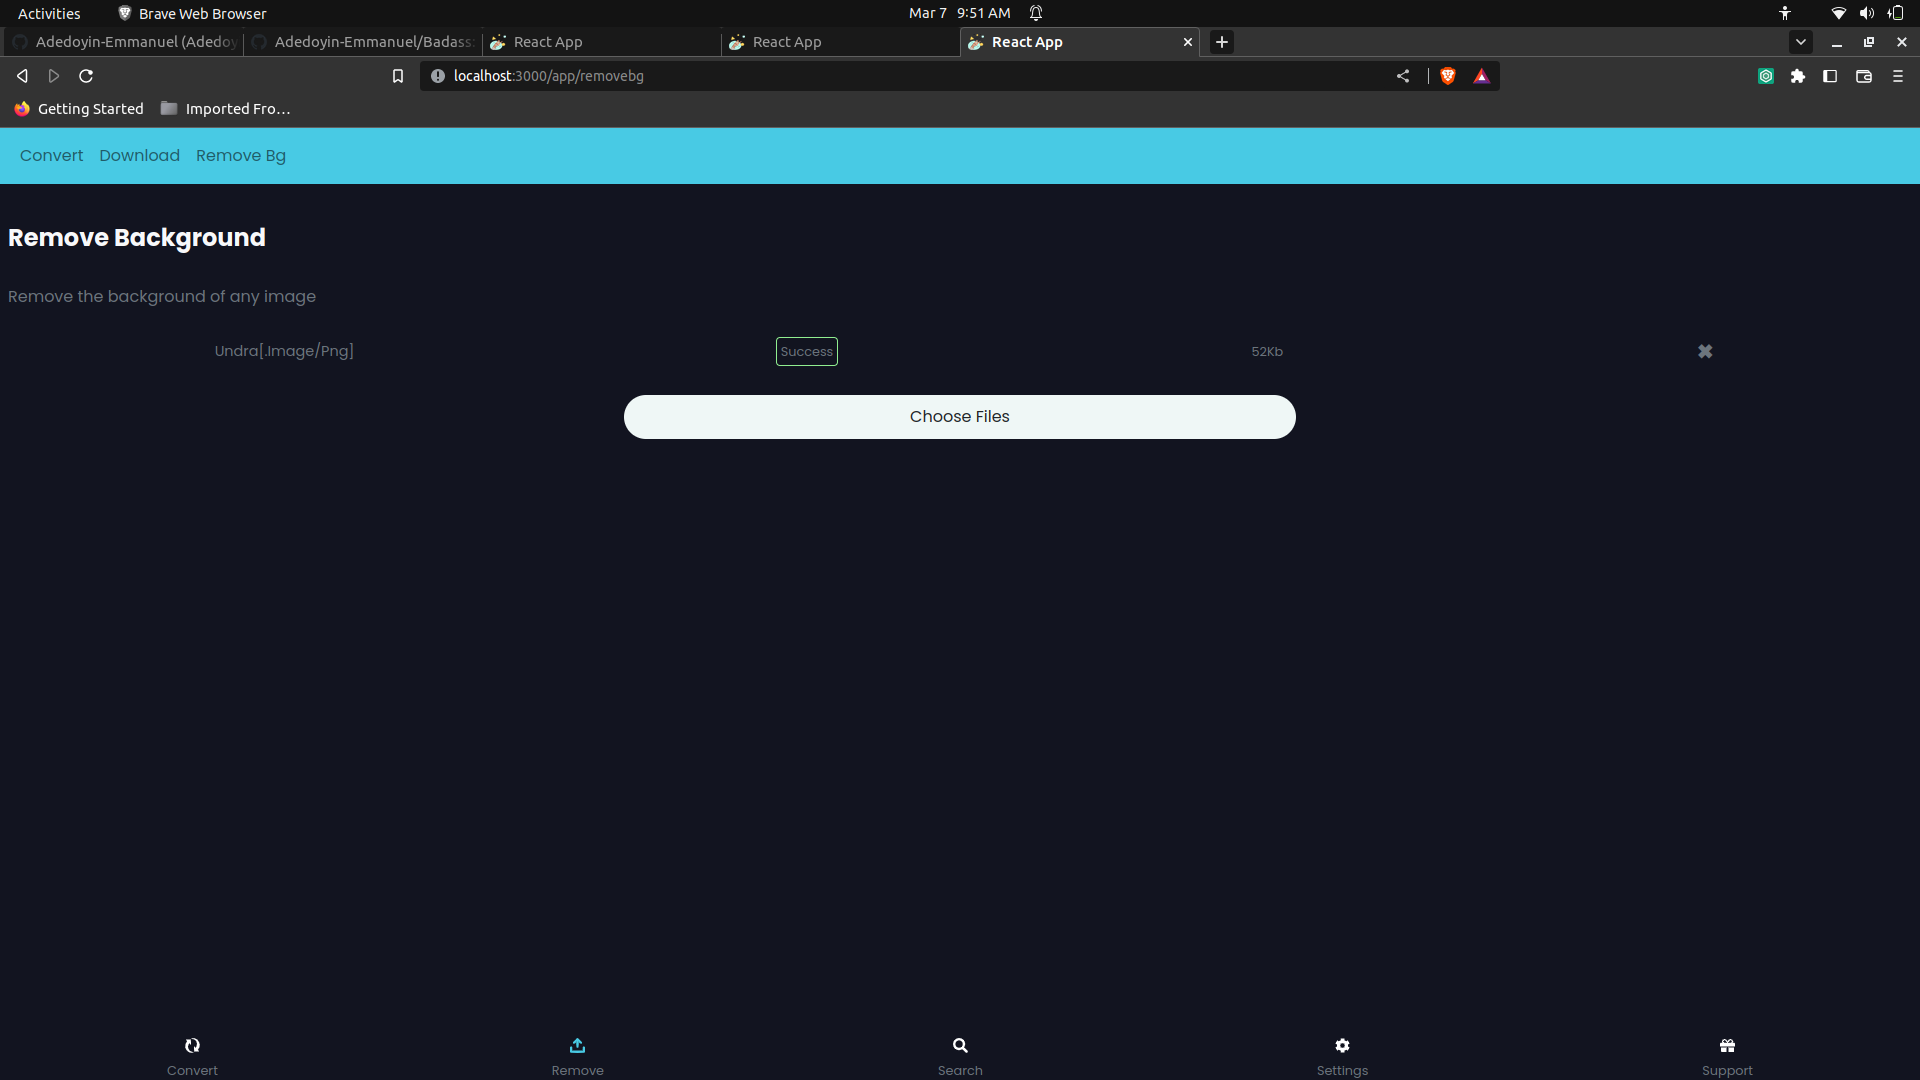 Activities Brave Web Browser Mar 7 9:51 AM
Adedoyin-Emmanuel (Adedoy Adedoyin-Emmanuel/Badass React App React App React App
localhost:3000/app/removebg
Getting Started Imported Fro...
Convert Download Remove Bg
Remove Background
Remove the background of any image
Undra[.Image/Png] Success 52Kb
Choose Files
Convert Remove Search Settings Support